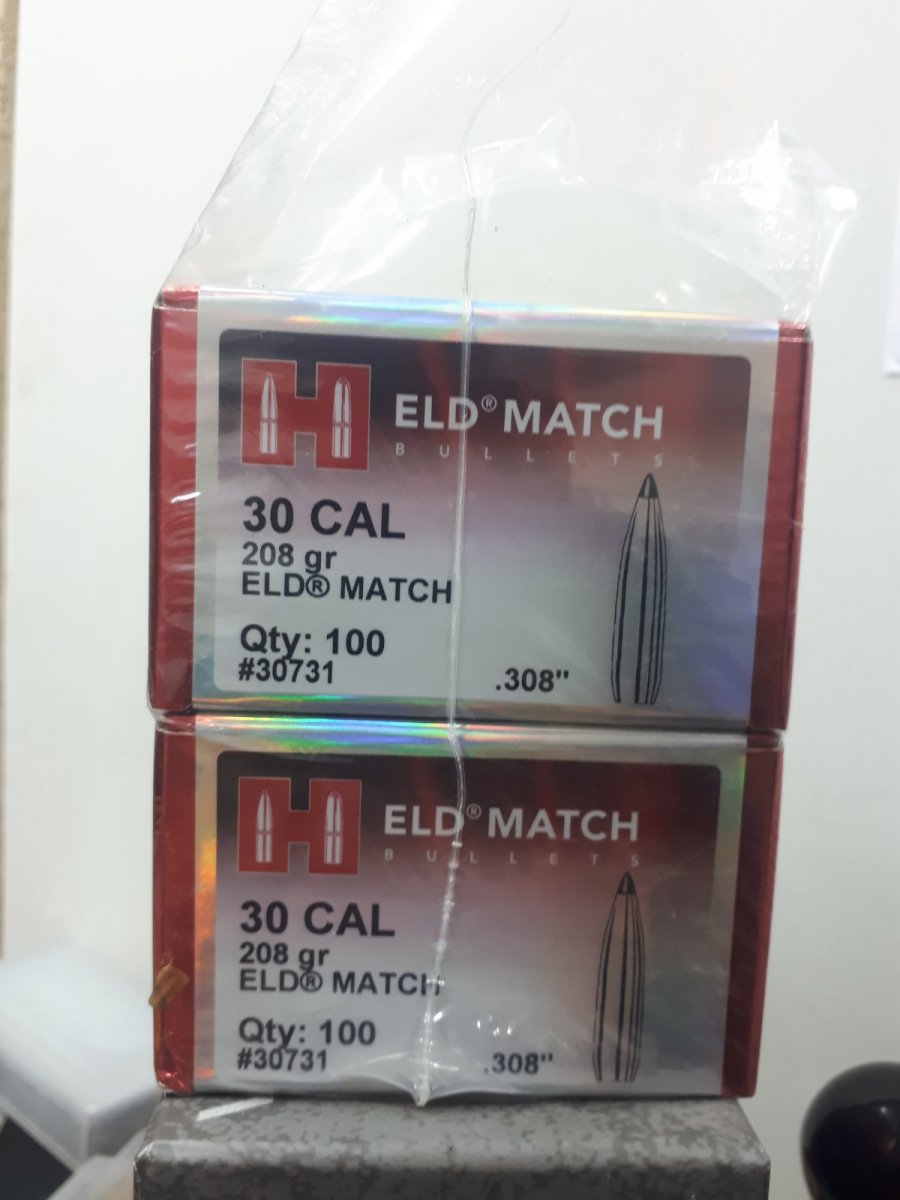 ELD® MATCH
BULLETS
30 CAL
208 gr
ELD® MATCH
Qty: 100
#30731
.308"
ELD® MATCH
BULLETS
30 CAL
208 gr
ELD® MATCH
Qty: 100
#30731
.308"